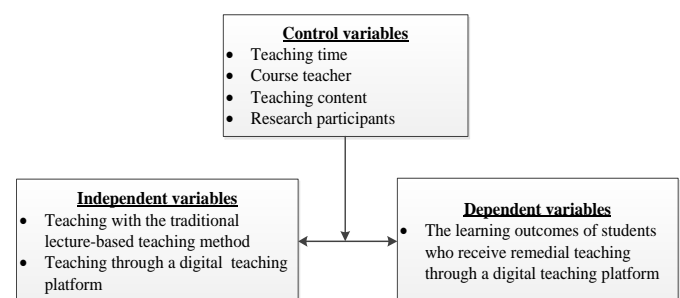 Control variables
• Teaching time
• Course teacher
• Teaching content
• Research participants
Independent variables
• Teaching with the traditional
lecture-based teaching method
• Teaching through a digital teaching
platform
Dependent variables
• The learning outcomes of students
who receive remedial teaching
through a digital teaching platform